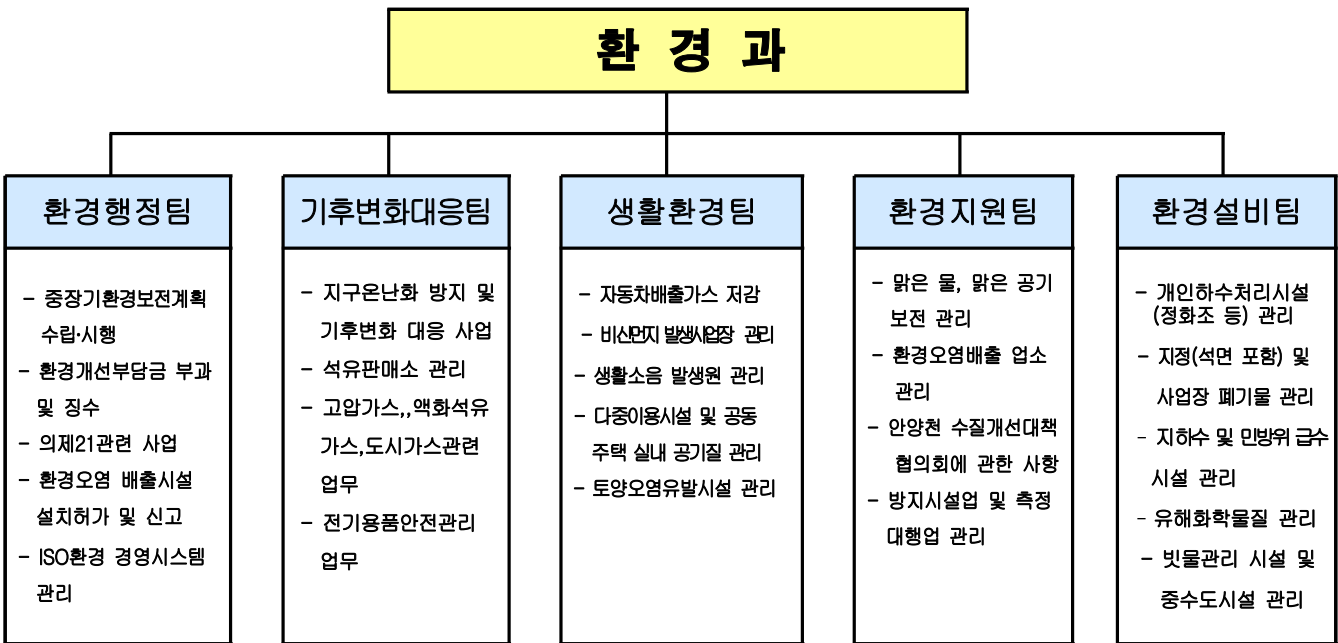 환 경 과
환경행정팀
- 중장기환경보전계획
수립·시행
- 환경개선부담금 부과
및 징수
- 의제21관련 사업
- 환경오염 배출시설
설치허가 및 신고
- ISO환경 경영시스템
관리
기후변화대응팀
- 지구온난화 방지 및
기후변화 대응 사업
- 석유판매소 관리
- 고압가스,,액화석유
가스,도시가스관련
업무
- 전기용품안전관리
업무
생활환경팀
- 자동차배출가스 저감
- 비산먼지 발생사업장 관리
- 생활소음 발생원 관리
- 다중이용시설 및 공동
주택 실내 공기질 관리
- 토양오염유발시설 관리
환경지원팀
- 맑은 물, 맑은 공기
보전 관리
- 환경오염배출 업소
관리
- 안양천 수질개선대책
협의회에 관한 사항
- 방지시설업 및 측정
대행업 관리
환경설비팀
- 개인하수처리시설
(정화조 등) 관리
- 지정(석면 포함) 및
사업장 폐기물 관리
- 지하수 및 민방위 급수
시설 관리
- 유해화학물질 관리
- 빗물관리 시설 및
중수도시설 관리